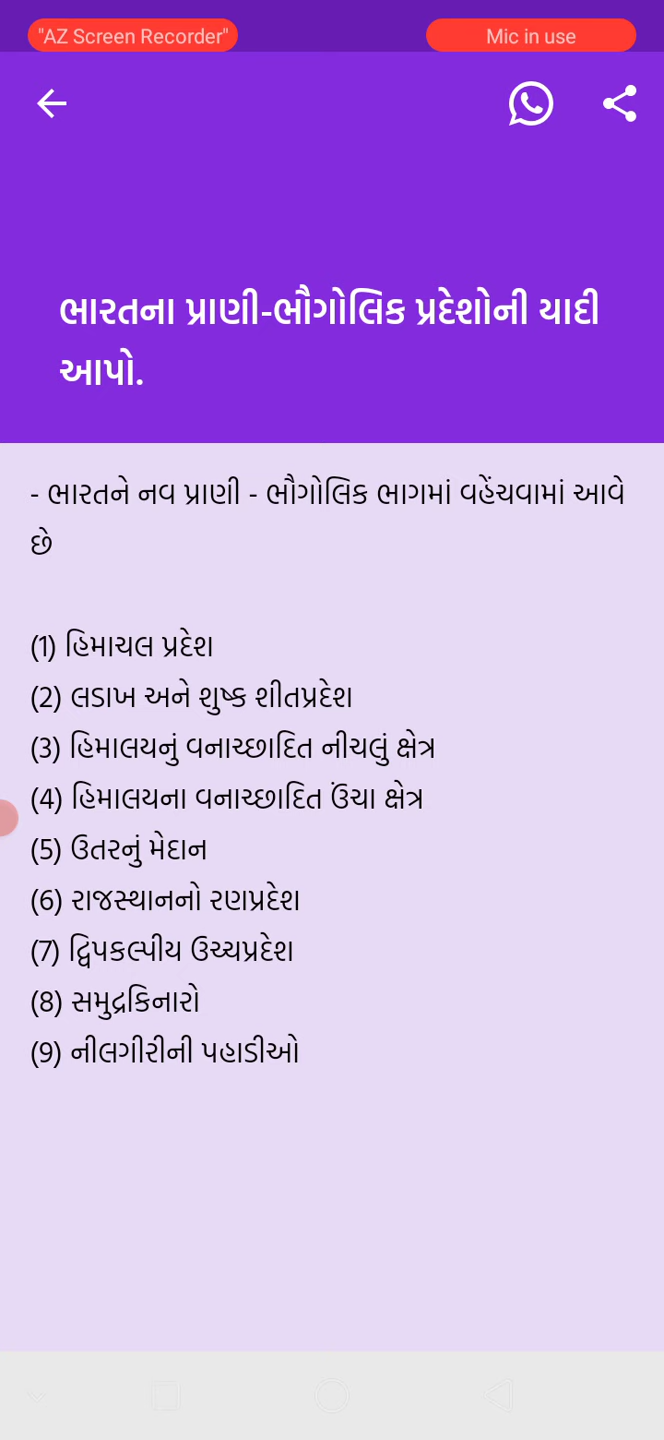 "AZ Screen Recorder"
Mic in use
ભારતના પ્રાણી-ભૌગોલિક પ્રદેશોની યાદી
આપો.
- ભારતને નવ પ્રાણી - ભૌગોલિક ભાગમાં વહેંચવામાં આવે
છે
(1) હિમાચલ પ્રદેશ
(2) લડાખ અને શુષ્ક શીતપ્રદેશ
(3) હિમાલયનું વનાચ્છાદિત નીચલું ક્ષેત્ર
(4) હિમાલયના વનાચ્છાદિત ઉંચા ક્ષેત્ર
(5) ઉતરનું મેદાન
(6) રાજસ્થાનનો રણપ્રદેશ
(7) દ્વિપકલ્પીય ઉચ્ચપ્રદેશ
(8) સમુદ્રકિનારો
(9) નીલગીરીની પહાડીઓ